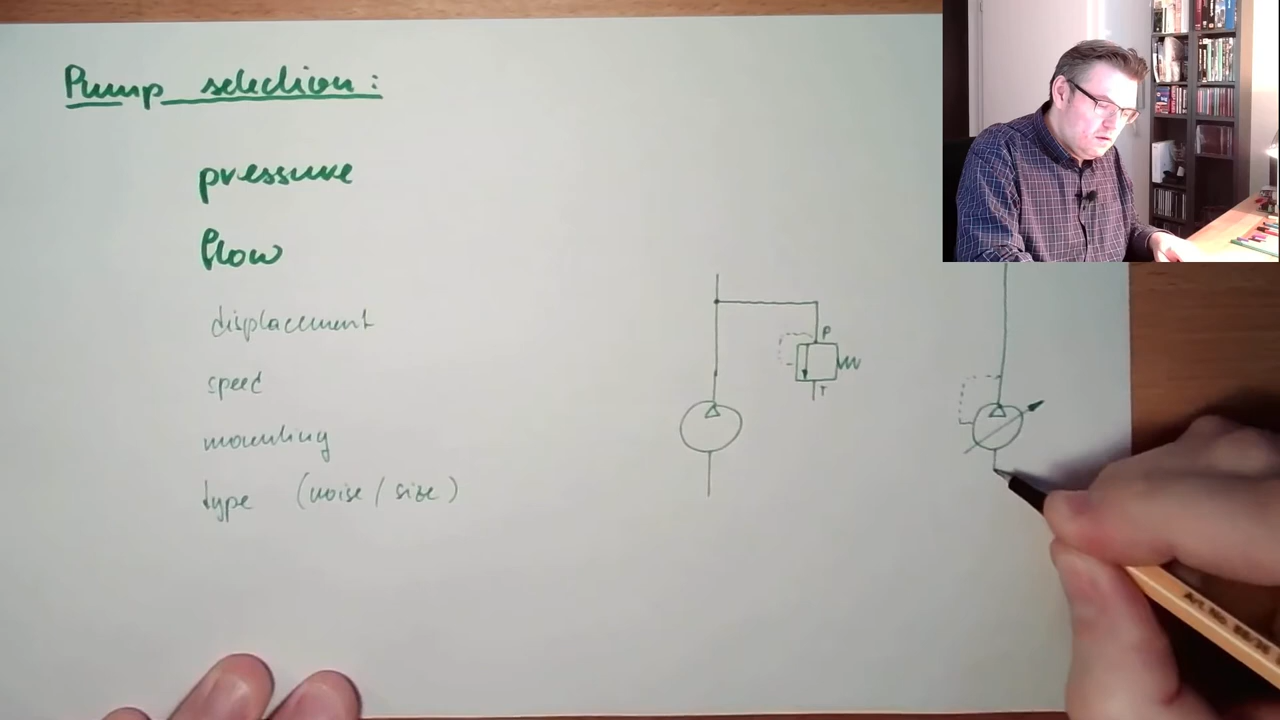 Pump selection:
pressure
flow
displacement
speed
mounting
type (noise / size)
P
T